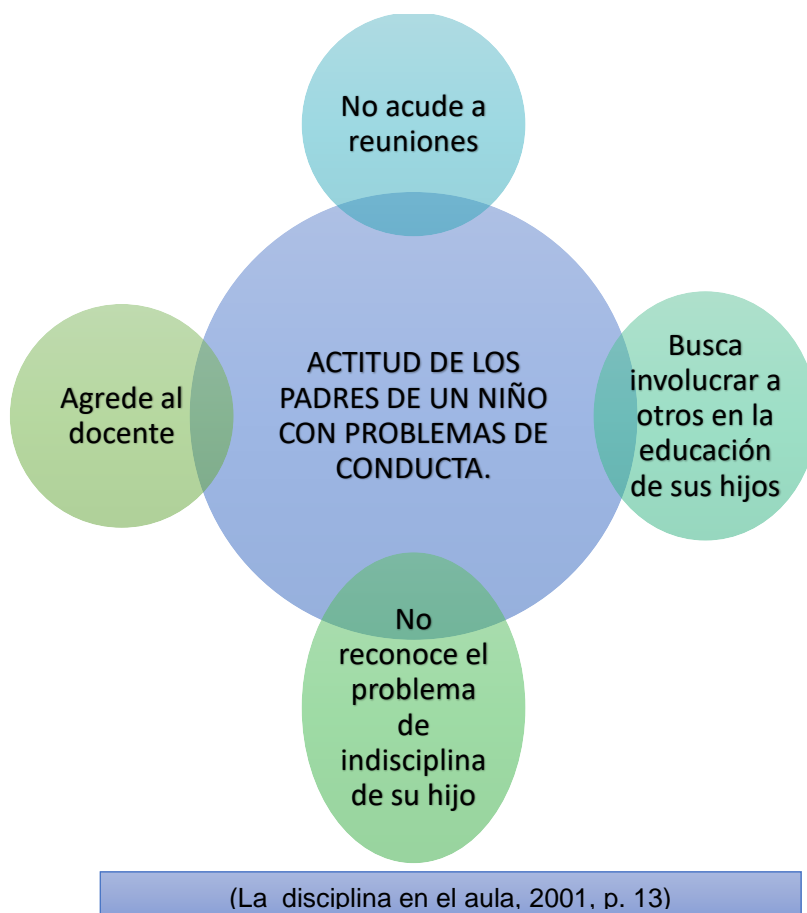 No acude a
reuniones
Agrede al
docente
ACTITUD DE LOS
PADRES DE UN NIÑO
CON PROBLEMAS DE
CONDUCTA.
Busca
involucrar a
otros en la
educación
de sus hijos
No
reconoce el
problema
de
indisciplina
de su hijo
(La disciplina en el aula, 2001, p. 13)